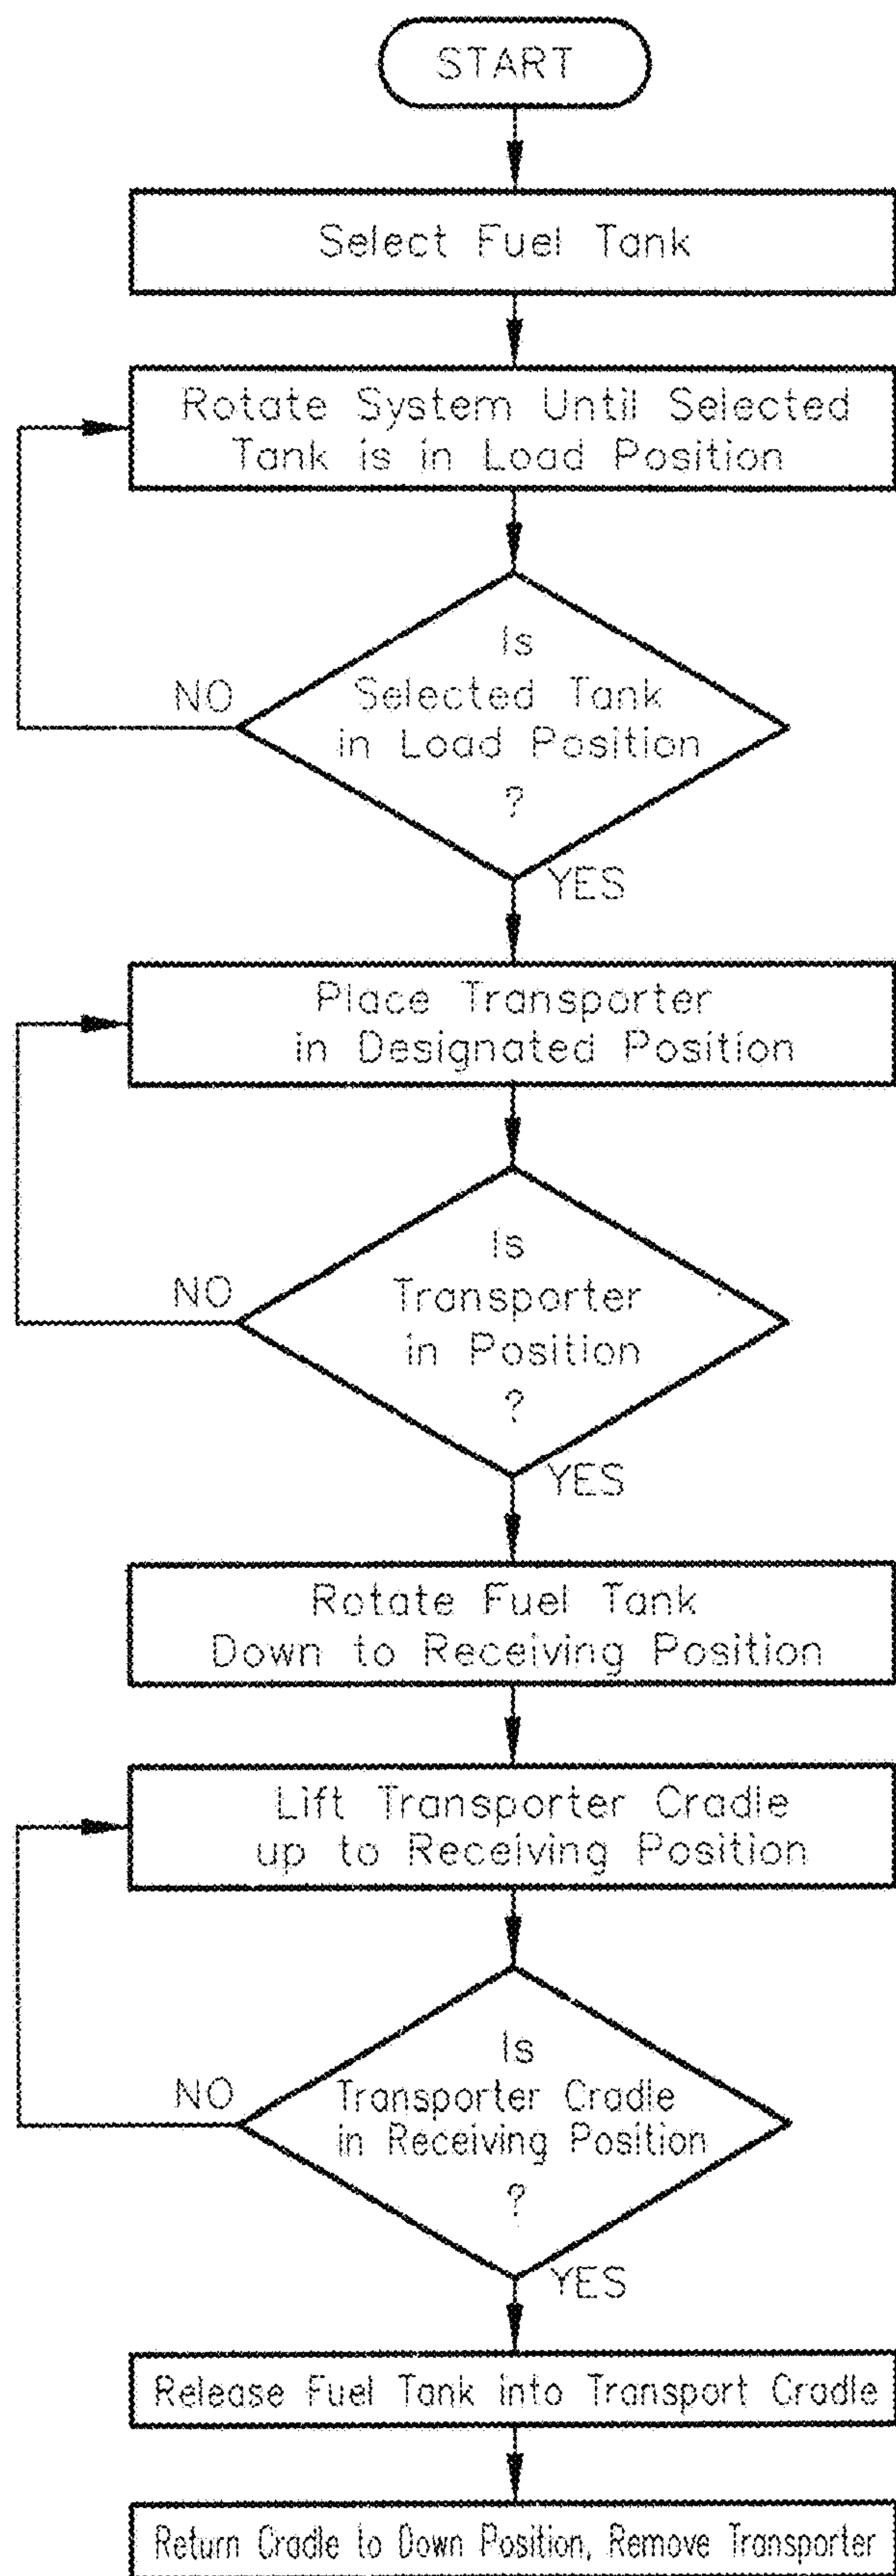 START
Select Fuel Tank
Rotate System Until Selected
Tank is in Load Position
Is
Selected Tank
in Load Position
?
NO
YES
Place Transporter
in Designated Position
Is
Transporter
in Position
?
NO
YES
Rotate Fuel Tank
Down to Receiving Position
Lift Transporter Cradle
up to Receiving Position
Is
Transporter Cradle
in Receiving Position
?
NO
YES
Release Fuel Tank into Transport Cradle
Return Cradle to Down Position, Remove Transporter